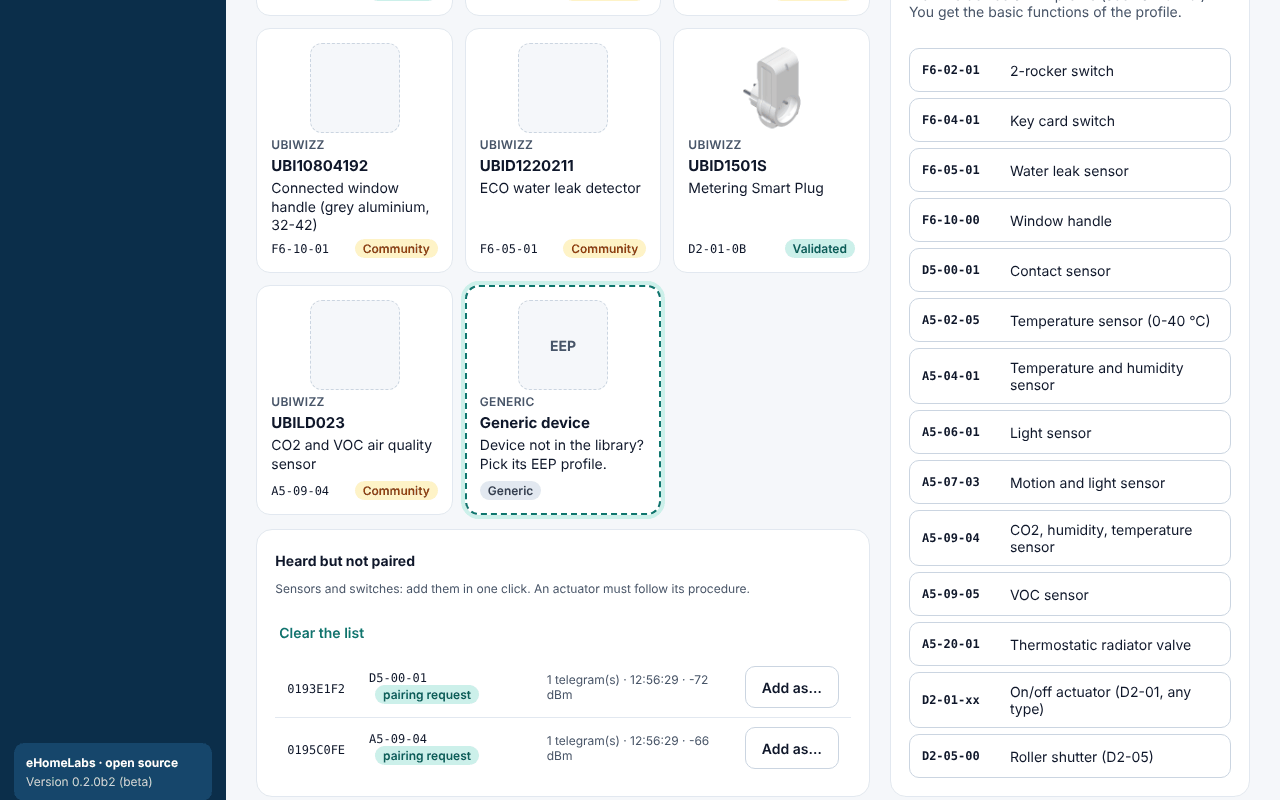 You get the basic functions of the profile.
UBIWIZZ
UBI10804192
Connected window
handle (grey aluminium,
32-42)
F6-10-01
Community
UBIWIZZ
UBID1220211
ECO water leak detector
F6-05-01
Community
UBIWIZZ
UBID1501S
Metering Smart Plug
D2-01-0B
Validated
UBIWIZZ
UBILD023
CO2 and VOC air quality
sensor
A5-09-04
Community
EEP
GENERIC
Generic device
Device not in the library?
Pick its EEP profile.
Generic
Heard but not paired
Sensors and switches: add them in one click. An actuator must follow its procedure.
Clear the list
0193E1F2
D5-00-01
pairing request
1 telegram(s) · 12:56:29 · -72
dBm
Add as...
0195C0FE
A5-09-04
pairing request
1 telegram(s) · 12:56:29 · -66
dBm
Add as...
F6-02-01
2-rocker switch
F6-04-01
Key card switch
F6-05-01
Water leak sensor
F6-10-00
Window handle
D5-00-01
Contact sensor
A5-02-05
Temperature sensor (0-40 °C)
A5-04-01
Temperature and humidity
sensor
A5-06-01
Light sensor
A5-07-03
Motion and light sensor
A5-09-04
CO2, humidity, temperature
sensor
A5-09-05
VOC sensor
A5-20-01
Thermostatic radiator valve
D2-01-xx
On/off actuator (D2-01, any
type)
D2-05-00
Roller shutter (D2-05)
eHomeLabs · open source
Version 0.2.0b2 (beta)